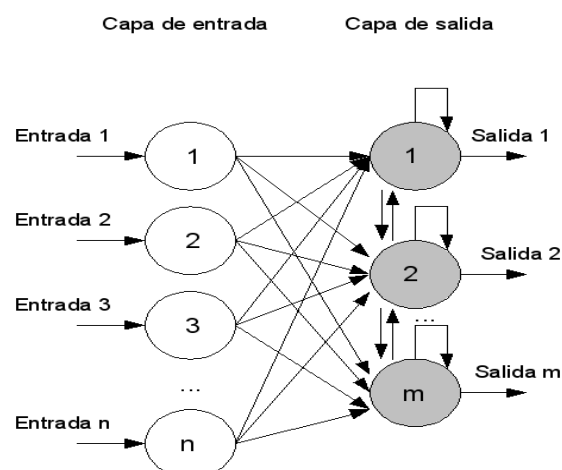 Capa de entrada
Capa de salida
Entrada 1
1
1
Salida 1
Entrada 2
2
2
Salida 2
Entrada 3
3
...
...
m
Salida m
Entrada n
n